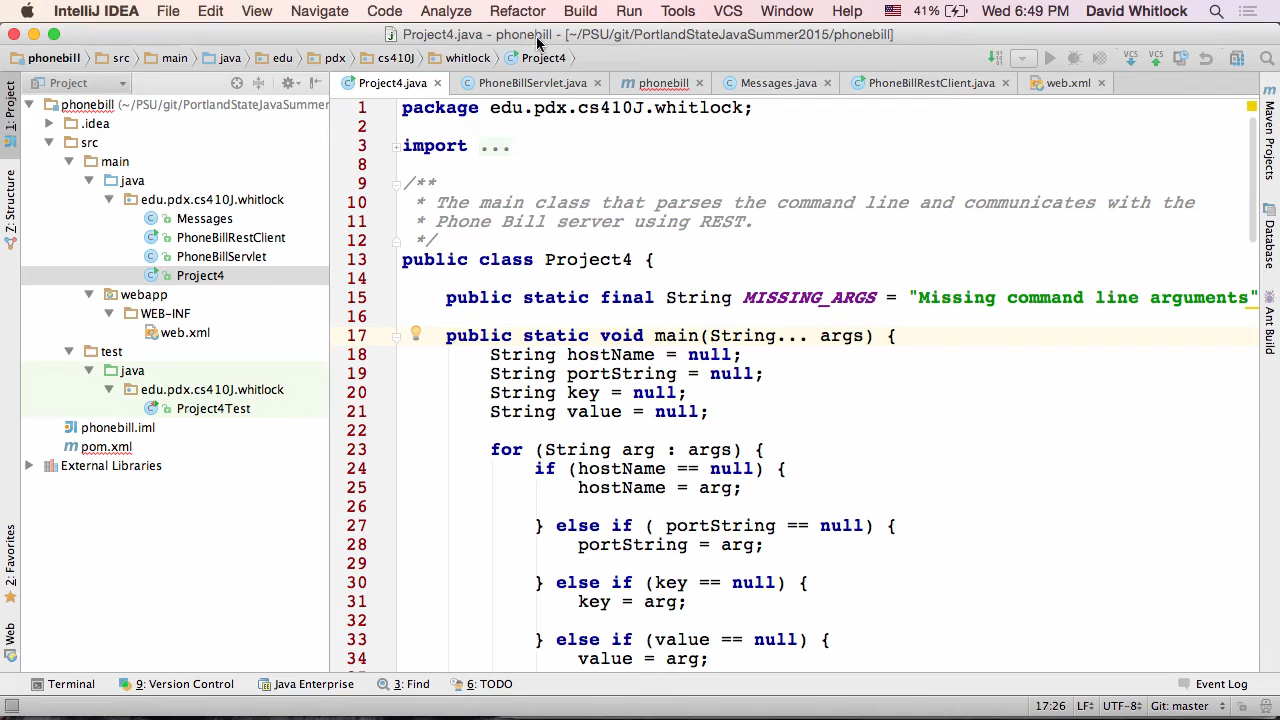 IntelliJ IDEA File Edit View Navigate Code Analyze Refactor Build Run Tools VCS Window Help 41% Wed 6:49 PM David Whitlock
Project4.java - phonebill - [~/PSU/git/PortlandStateJavaSummer2015/phonebill]
phonebill src main java edu pdx cs410J whitlock Project4
Project
Project4.java PhoneBillServlet.java phonebill Messages.java PhoneBillRestClient.java web.xml
1: Project
Z: Structure
2: Favorites
Web
phonebill (~/PSU/git/PortlandStateJavaSummer
.idea
src
main
java
edu.pdx.cs410J.whitlock
Messages
PhoneBillRestClient
PhoneBillServlet
Project4
webapp
WEB-INF
web.xml
test
java
edu.pdx.cs410J.whitlock
Project4Test
phonebill.iml
pom.xml
External Libraries
1 package edu.pdx.cs410J.whitlock;
2
3 import ...
8
9 /**
10 * The main class that parses the command line and communicates with the
11 * Phone Bill server using REST.
12 */
13 public class Project4 {
14
15 public static final String MISSING_ARGS = "Missing command line arguments"
16
17 public static void main(String... args) {
18 String hostName = null;
19 String portString = null;
20 String key = null;
21 String value = null;
22
23 for (String arg : args) {
24 if (hostName == null) {
25 hostName = arg;
26
27 } else if ( portString == null) {
28 portString = arg;
29
30 } else if (key == null) {
31 key = arg;
32
33 } else if (value == null) {
34 value = arg;
Maven Projects
Database
Ant Build
Terminal 9: Version Control Java Enterprise 3: Find 6: TODO Event Log
17:26 LF UTF-8 Git: master